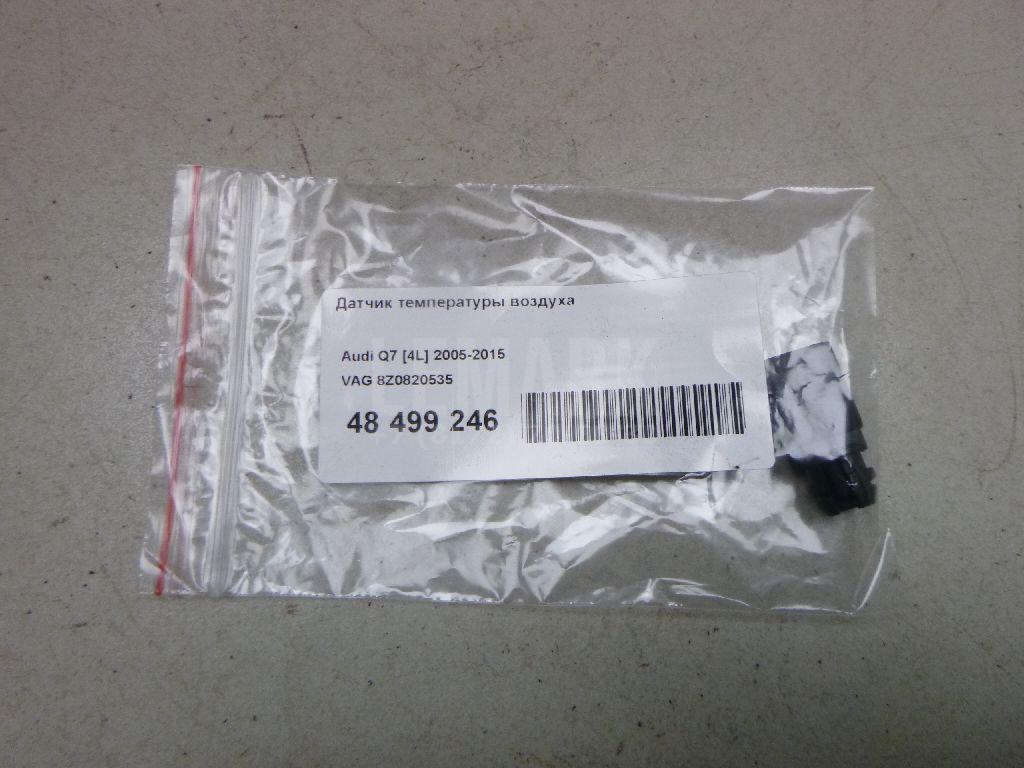 Датчик температуры воздуха
Audi Q7 [4L] 2005-2015
VAG 8Z0820535
48 499 246